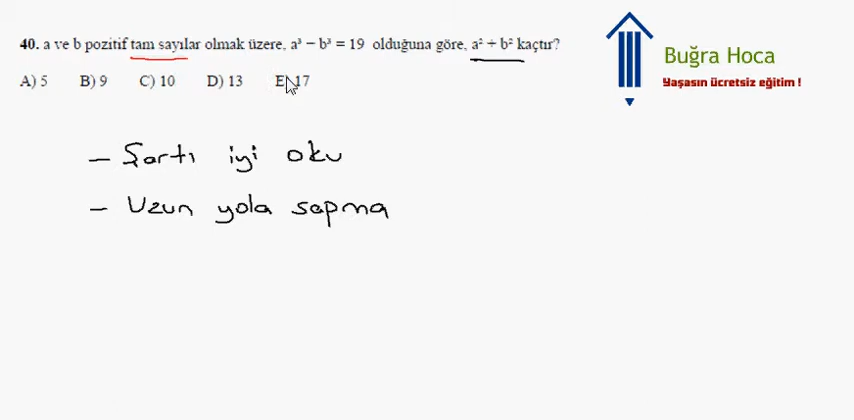 40. a ve b pozitif tam sayılar olmak üzere, a³ − b³ = 19 olduğuna göre, a² + b² kaçtır?
A) 5 B) 9 C) 10 D) 13 E) 17
Buğra Hoca
Yaşasın ücretsiz eğitim !
– Şartı iyi oku
– Uzun yola sapma